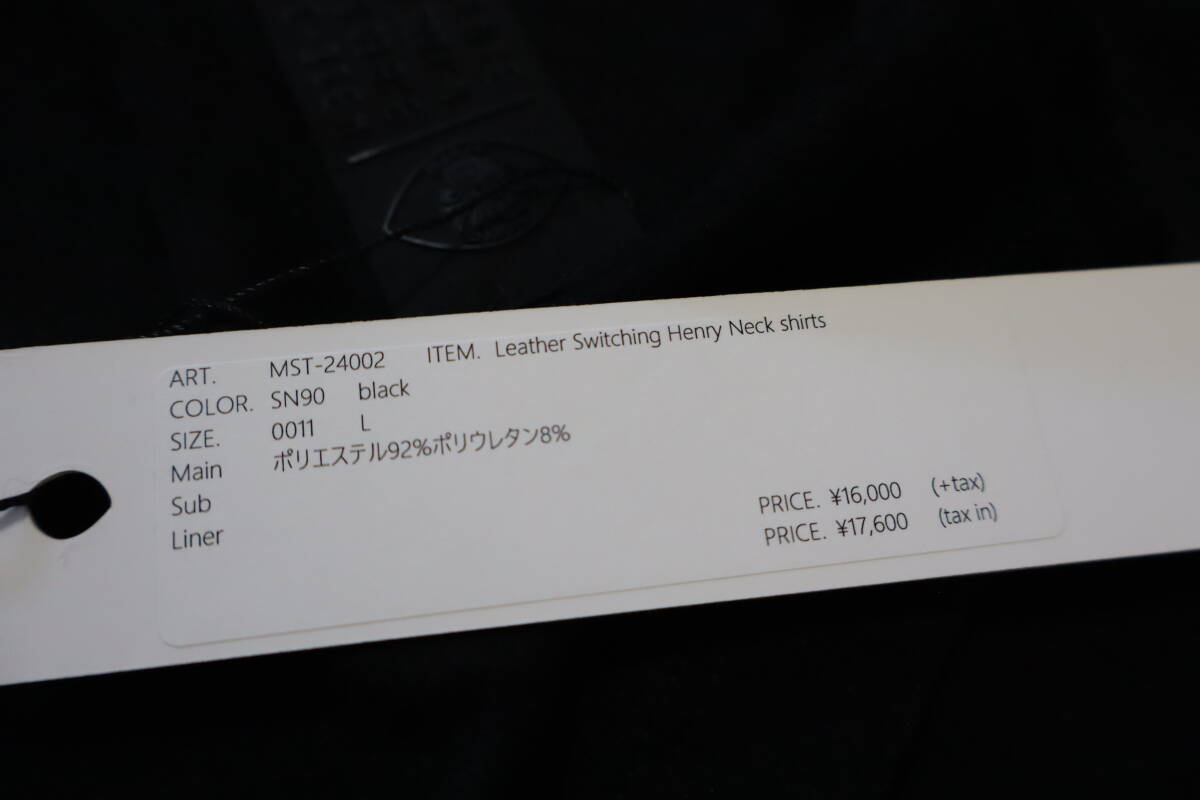 ART. MST-24002 ITEM. Leather Switching Henry Neck shirts
COLOR. SN90 black
SIZE. 0011 L
Main ポリエステル92%ポリウレタン8%
Sub
Liner
PRICE. ¥16,000 (+tax)
PRICE. ¥17,600 (tax in)